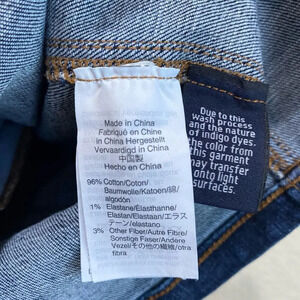 Made in China
Fabriqué en Chine
in China Hergestellt
Vervaardigd in China
中国製
Hecho en China
96% Cotton/Coton/
Baumwolle/Katoen/綿/
algodón
1% Elastane/Élasthanne/
Elastan/Elastaan/エラス
テーン/elastano
3% Other Fiber/Autre Fibre/
Sonstige Faser/Andere
Vezel/その他の繊維/otra
fibra
Due to this
wash process
and the nature
of indigo dyes,
the color from
this garment
may transfer
onto light
surfaces.